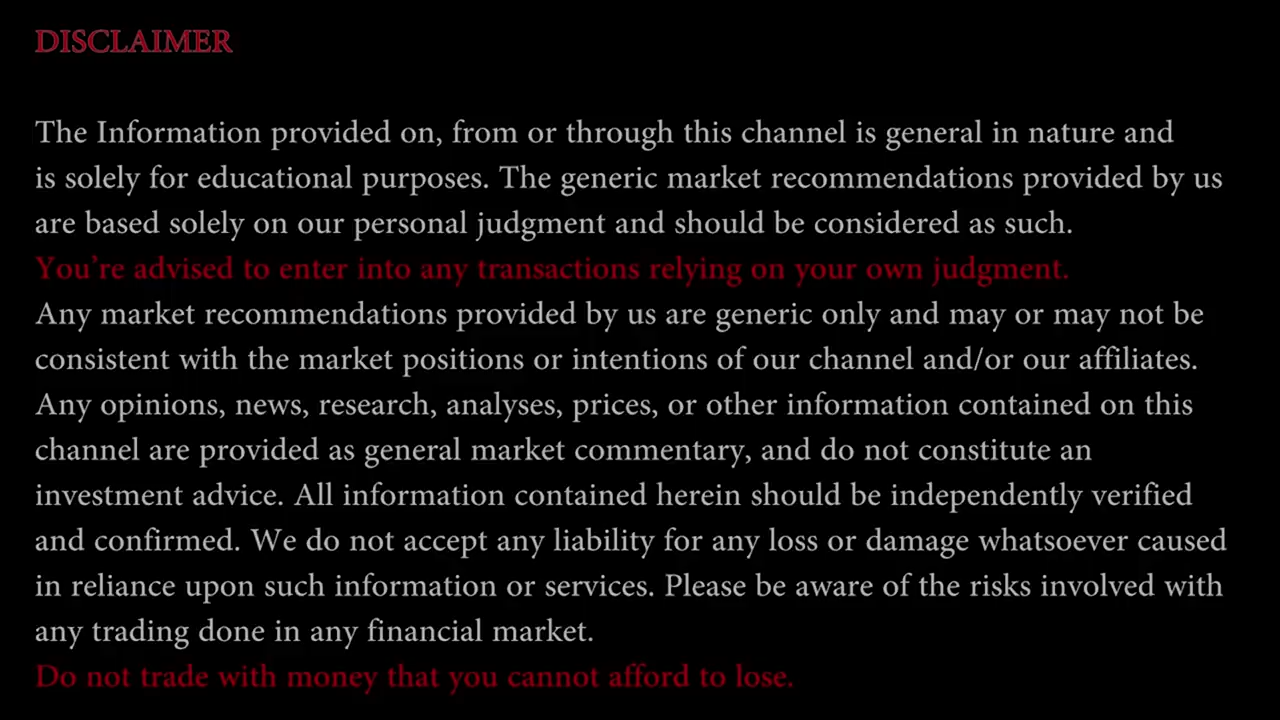 DISCLAIMER
The Information provided on, from or through this channel is general in nature and
is solely for educational purposes. The generic market recommendations provided by us
are based solely on our personal judgment and should be considered as such.
You're advised to enter into any transactions relying on your own judgment.
Any market recommendations provided by us are generic only and may or may not be
consistent with the market positions or intentions of our channel and/or our affiliates.
Any opinions, news, research, analyses, prices, or other information contained on this
channel are provided as general market commentary, and do not constitute an
investment advice. All information contained herein should be independently verified
and confirmed. We do not accept any liability for any loss or damage whatsoever caused
in reliance upon such information or services. Please be aware of the risks involved with
any trading done in any financial market.
Do not trade with money that you cannot afford to lose.